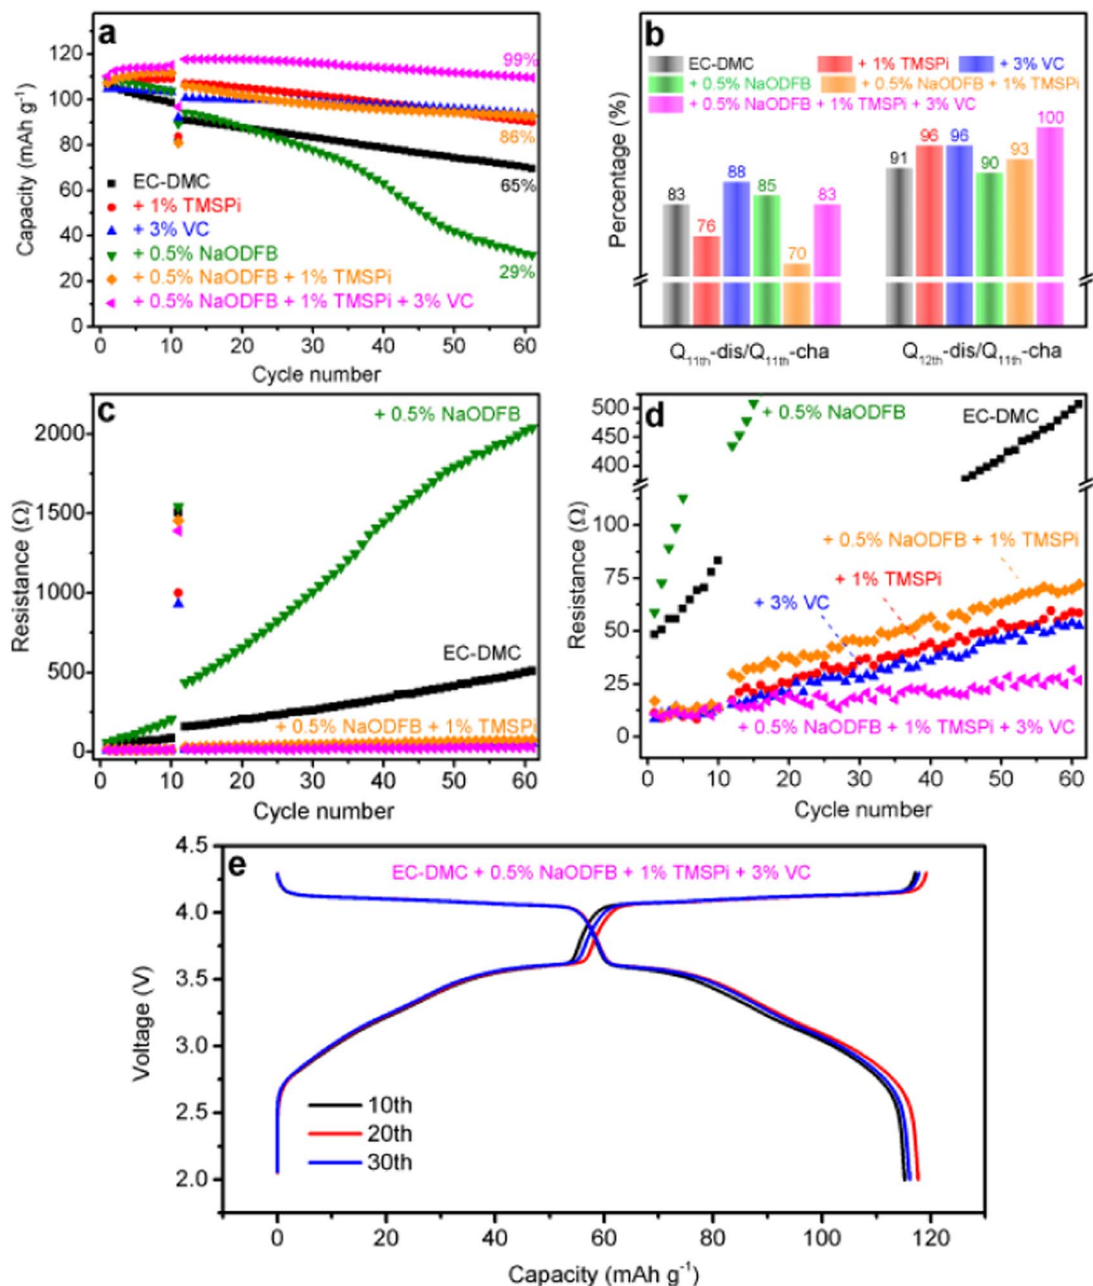 a
Capacity (mAh g⁻¹)
120
100
80
60
40
20
0
99%
86%
65%
29%
EC-DMC
+ 1% TMSPi
+ 3% VC
+ 0.5% NaODFB
+ 0.5% NaODFB + 1% TMSPi
+ 0.5% NaODFB + 1% TMSPi + 3% VC
0 10 20 30 40 50 60
Cycle number
b
Percentage (%)
EC-DMC
+ 1% TMSPi
+ 3% VC
+ 0.5% NaODFB
+ 0.5% NaODFB + 1% TMSPi
+ 0.5% NaODFB + 1% TMSPi + 3% VC
83 76 88 85 70 83
91 96 96 90 93 100
Q11th-dis/Q11th-cha
Q12th-dis/Q11th-cha
c
Resistance (Ω)
2000
1500
1000
500
0
+ 0.5% NaODFB
EC-DMC
+ 0.5% NaODFB + 1% TMSPi
0 10 20 30 40 50 60
Cycle number
d
Resistance (Ω)
500
450
400
100
75
50
25
0
+ 0.5% NaODFB
EC-DMC
+ 0.5% NaODFB + 1% TMSPi
+ 1% TMSPi
+ 3% VC
+ 0.5% NaODFB + 1% TMSPi + 3% VC
0 10 20 30 40 50 60
Cycle number
e
EC-DMC + 0.5% NaODFB + 1% TMSPi + 3% VC
Voltage (V)
4.5
4.0
3.5
3.0
2.5
2.0
10th
20th
30th
0 20 40 60 80 100 120
Capacity (mAh g⁻¹)